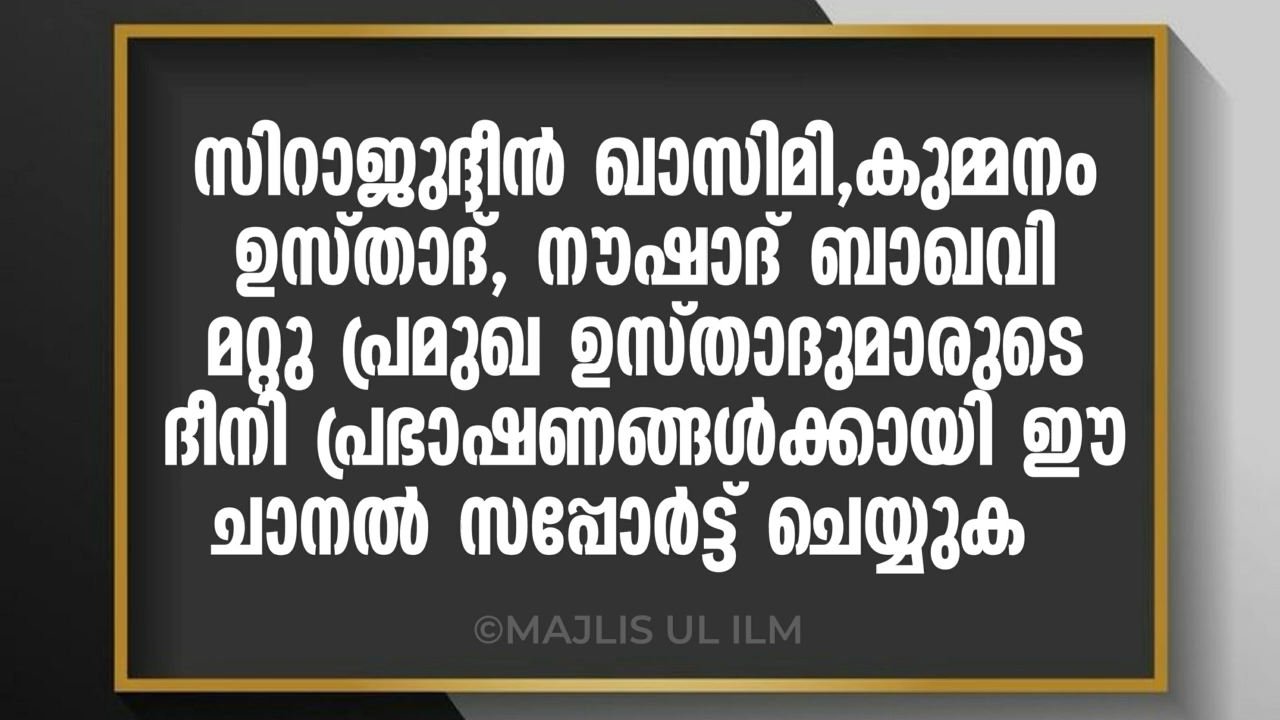 സിറാജുദ്ദീൻ ഖാസിമി,കുമ്മനം
ഉസ്താദ്, നൗഷാദ് ബാഖവി
മറ്റു പ്രമുഖ ഉസ്താദുമാരുടെ
ദീനി പ്രഭാഷണങ്ങൾക്കായി ഈ
ചാനൽ സപ്പോർട്ട് ചെയ്യുക
©MAJLIS UL ILM